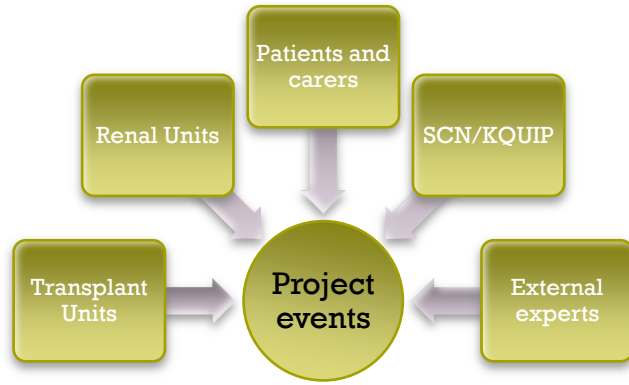 Patients and
carers
Renal Units
SCN/KQUIP
Transplant
Units
Project
events
External
experts